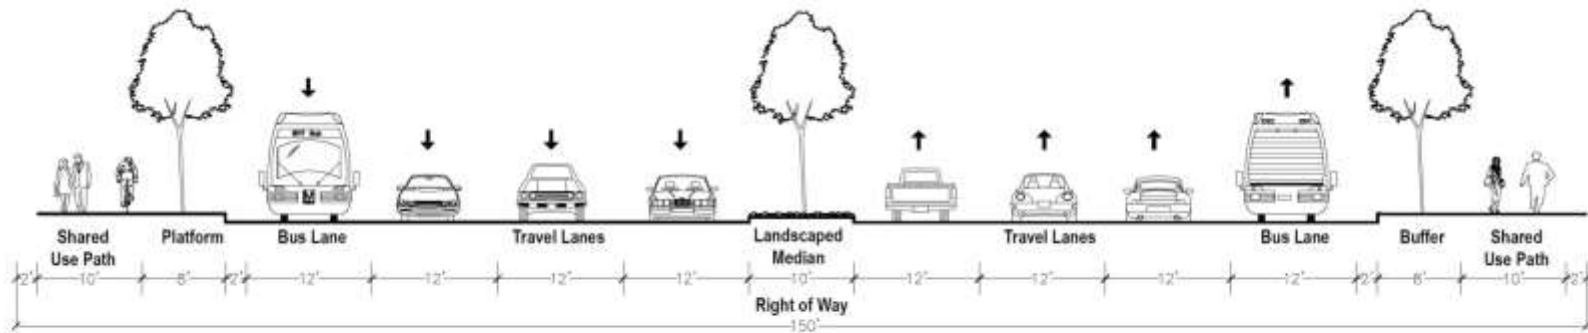 Shared
Use Path
Platform
Bus Lane
Travel Lanes
Landscaped
Median
Travel Lanes
Bus Lane
Buffer
Shared
Use Path
2' 10' 8' 2' 12' 12' 12' 12' 10' 12' 12' 12' 12' 2' 8' 10' 2'
Right of Way
150'